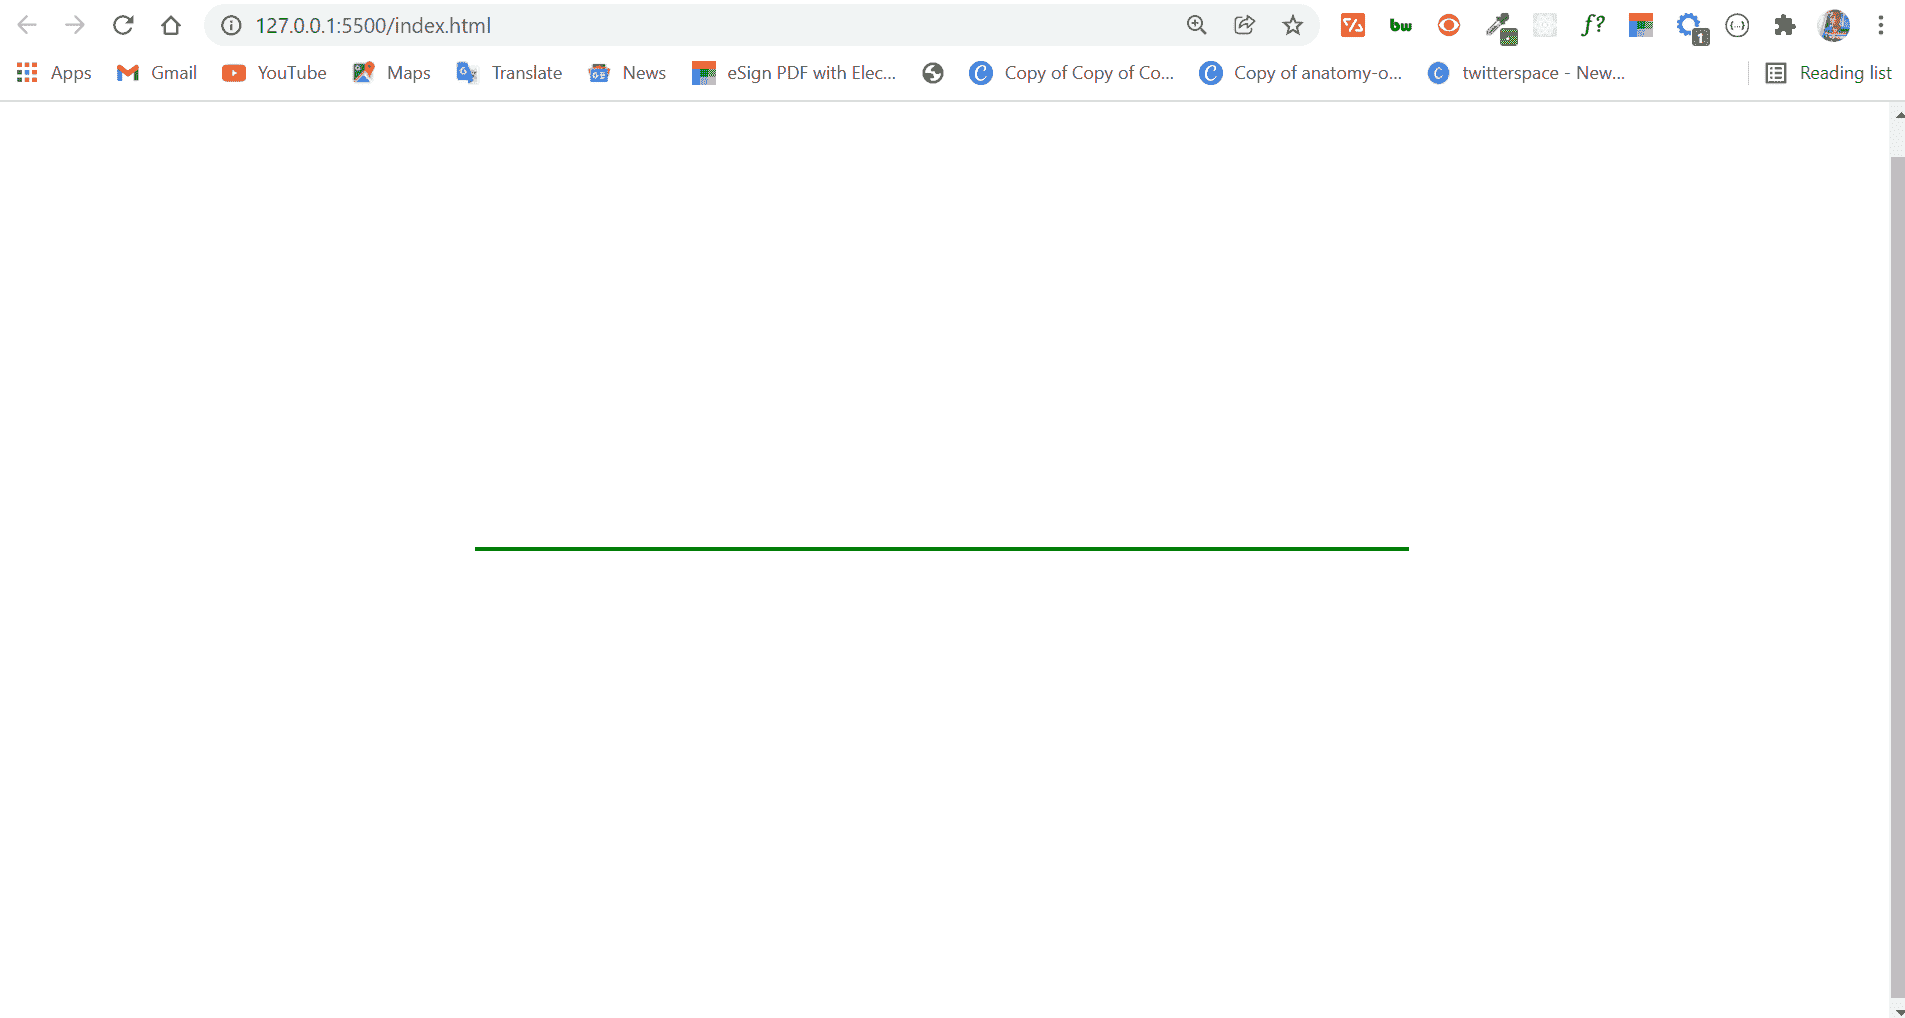 127.0.0.1:5500/index.html
bw
f?
1
Apps
Gmail
YouTube
Maps
Translate
News
eSign PDF with Elec...
Copy of Copy of Co...
Copy of anatomy-o...
twitterspace - New...
Reading list